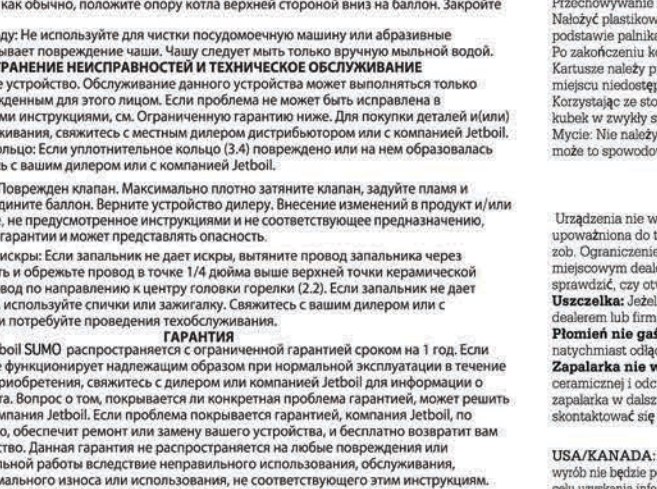 как обычно, положите опору котла верхней стороной вниз на баллон. Закройте
ду: Не используйте для чистки посудомоечную машину или абразивные
ывает повреждение чаши. Чашу следует мыть только вручную мыльной водой.
ТРАНЕНИЕ НЕИСПРАВНОСТЕЙ И ТЕХНИЧЕСКОЕ ОБСЛУЖИВАНИЕ
е устройство. Обслуживание данного устройства может выполняться только
жденным для этого лицом. Если проблема не может быть исправлена в
ми инструкциями, см. Ограниченную гарантию ниже. Для покупки деталей и(или)
живания, свяжитесь с местным дилером дистрибьютором или с компанией Jetboil.
льцо: Если уплотнительное кольцо (3.4) повреждено или на нем образовалась
ь с вашим дилером или с компанией Jetboil.
Поврежден клапан. Максимально плотно затяните клапан, задуйте пламя и
дините баллон. Верните устройство дилеру. Внесение изменений в продукт и/или
, не предусмотренное инструкциями и не соответствующее предназначению,
гарантии и может представлять опасность.
искры: Если запальник не дает искры, вытяните провод запальника через
ть и обрежьте провод в точке 1/4 дюйма выше верхней точки керамической
вод по направлению к центру головки горелки (2.2). Если запальник не дает
, используйте спички или зажигалку. Свяжитесь с вашим дилером или с
и потребуйте проведения техобслуживания.
ГАРАНТИЯ
boil SUMO распространяется с ограниченной гарантией сроком на 1 год. Если
е функционирует надлежащим образом при нормальной эксплуатации в течение
риобретения, свяжитесь с дилером или компанией Jetboil для информации о
та. Вопрос о том, покрывается ли конкретная проблема гарантией, может решить
мпания Jetboil. Если проблема покрывается гарантией, компания Jetboil, по
о, обеспечит ремонт или замену вашего устройства, и бесплатно возвратит вам
ство. Данная гарантия не распространяется на любые повреждения или
льной работы вследствие неправильного использования, обслуживания,
мального износа или использования, не соответствующего этим инструкциям.
Przechowywanie
Nałożyć plastikow
podstawie palnika
Po zakończeniu ko
Kartusze należy p
miejscu niedostęp
Korzystając ze sto
kubek w zwykły s
Mycie: Nie należy
może to spowodow
Urządzenia nie w
upoważniona do t
zob. Ograniczenie
miejscowym deale
sprawdzić, czy otw
Uszczelka: Jeżel
dealerem lub firm
Płomień nie gaś
natychmiast odłąc
Zapalarka nie w
ceramicznej i odc
zapalarka w dalsz
skontaktować się
USA/KANADA:
wyrób nie będzie p
celu uzyskania info